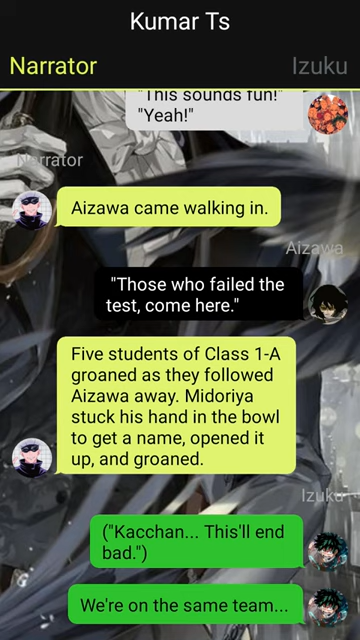 Kumar Ts
Narrator
Izuku
"This sounds fun!"
"Yeah!"
Narrator
Aizawa came walking in.
Aizawa
"Those who failed the
test, come here."
Five students of Class 1-A
groaned as they followed
Aizawa away. Midoriya
stuck his hand in the bowl
to get a name, opened it
up, and groaned.
Izuku
("Kacchan... This'll end
bad.")
We're on the same team...